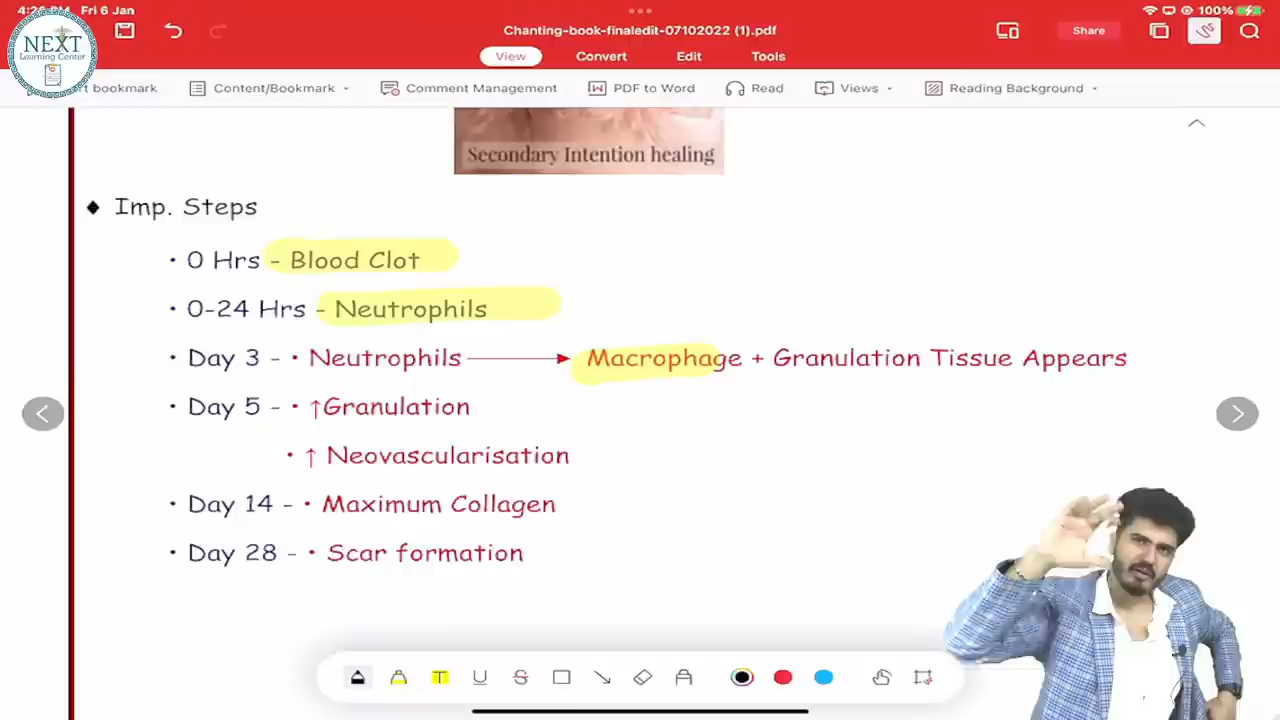 4:26 PM Fri 6 Jan
100%
NEXT
Learning Center
Chanting-book-finaledit-07102022 (1).pdf
Share
View Convert Edit Tools
bookmark Content/Bookmark Comment Management PDF to Word Read Views Reading Background
Secondary Intention healing
◆ Imp. Steps
• 0 Hrs - Blood Clot
• 0-24 Hrs - Neutrophils
• Day 3 - • Neutrophils → Macrophage + Granulation Tissue Appears
• Day 5 - • ↑Granulation
• ↑ Neovascularisation
• Day 14 - • Maximum Collagen
• Day 28 - • Scar formation
T U S